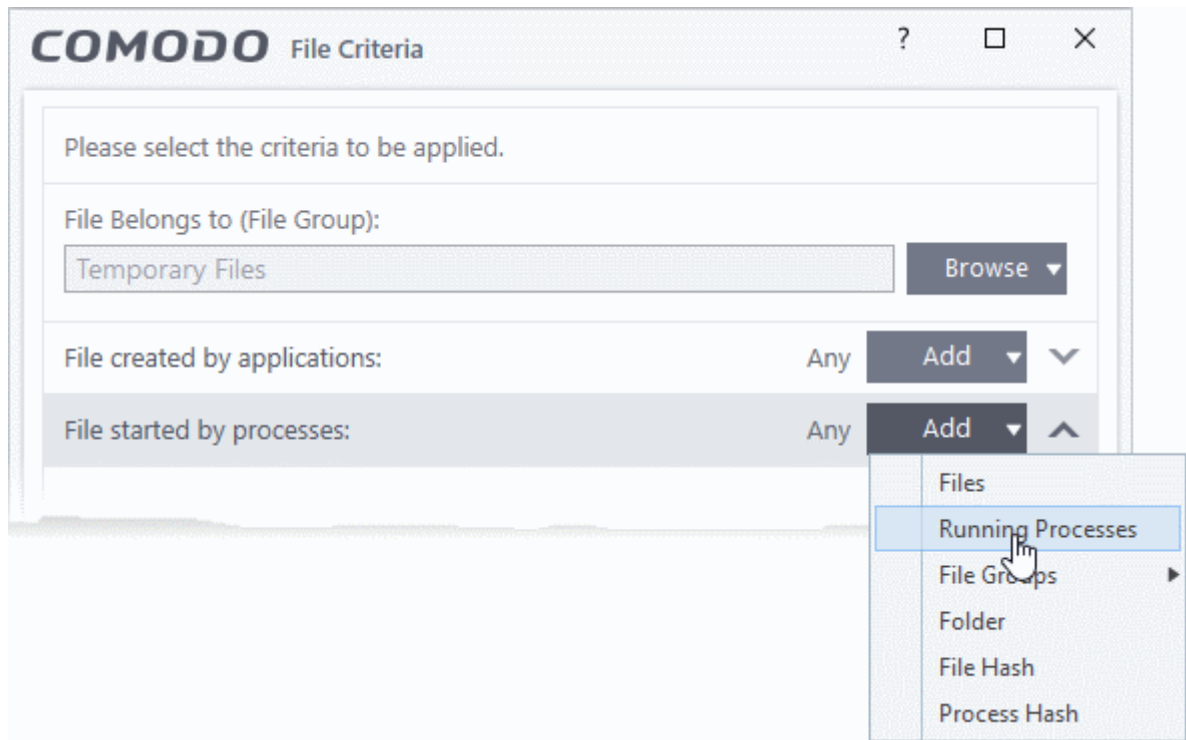 COMODO File Criteria ?
Please select the criteria to be applied.
File Belongs to (File Group):
Temporary Files Browse
File created by applications: Any Add
File started by processes: Any Add
Files
Running Processes
File Groups
Folder
File Hash
Process Hash